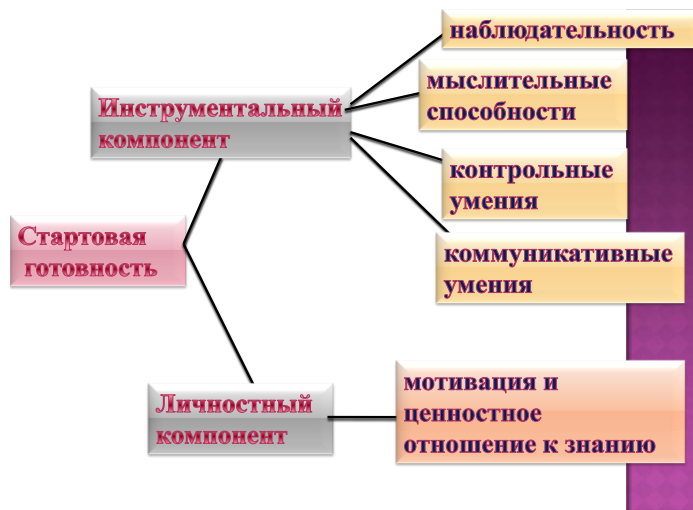 наблюдательность
мыслительные
способности
Инструментальный
компонент
контрольные
умения
Стартовая
готовность
коммуникативные
умения
Личностный
компонент
мотивация и
ценностное
отношение к знанию